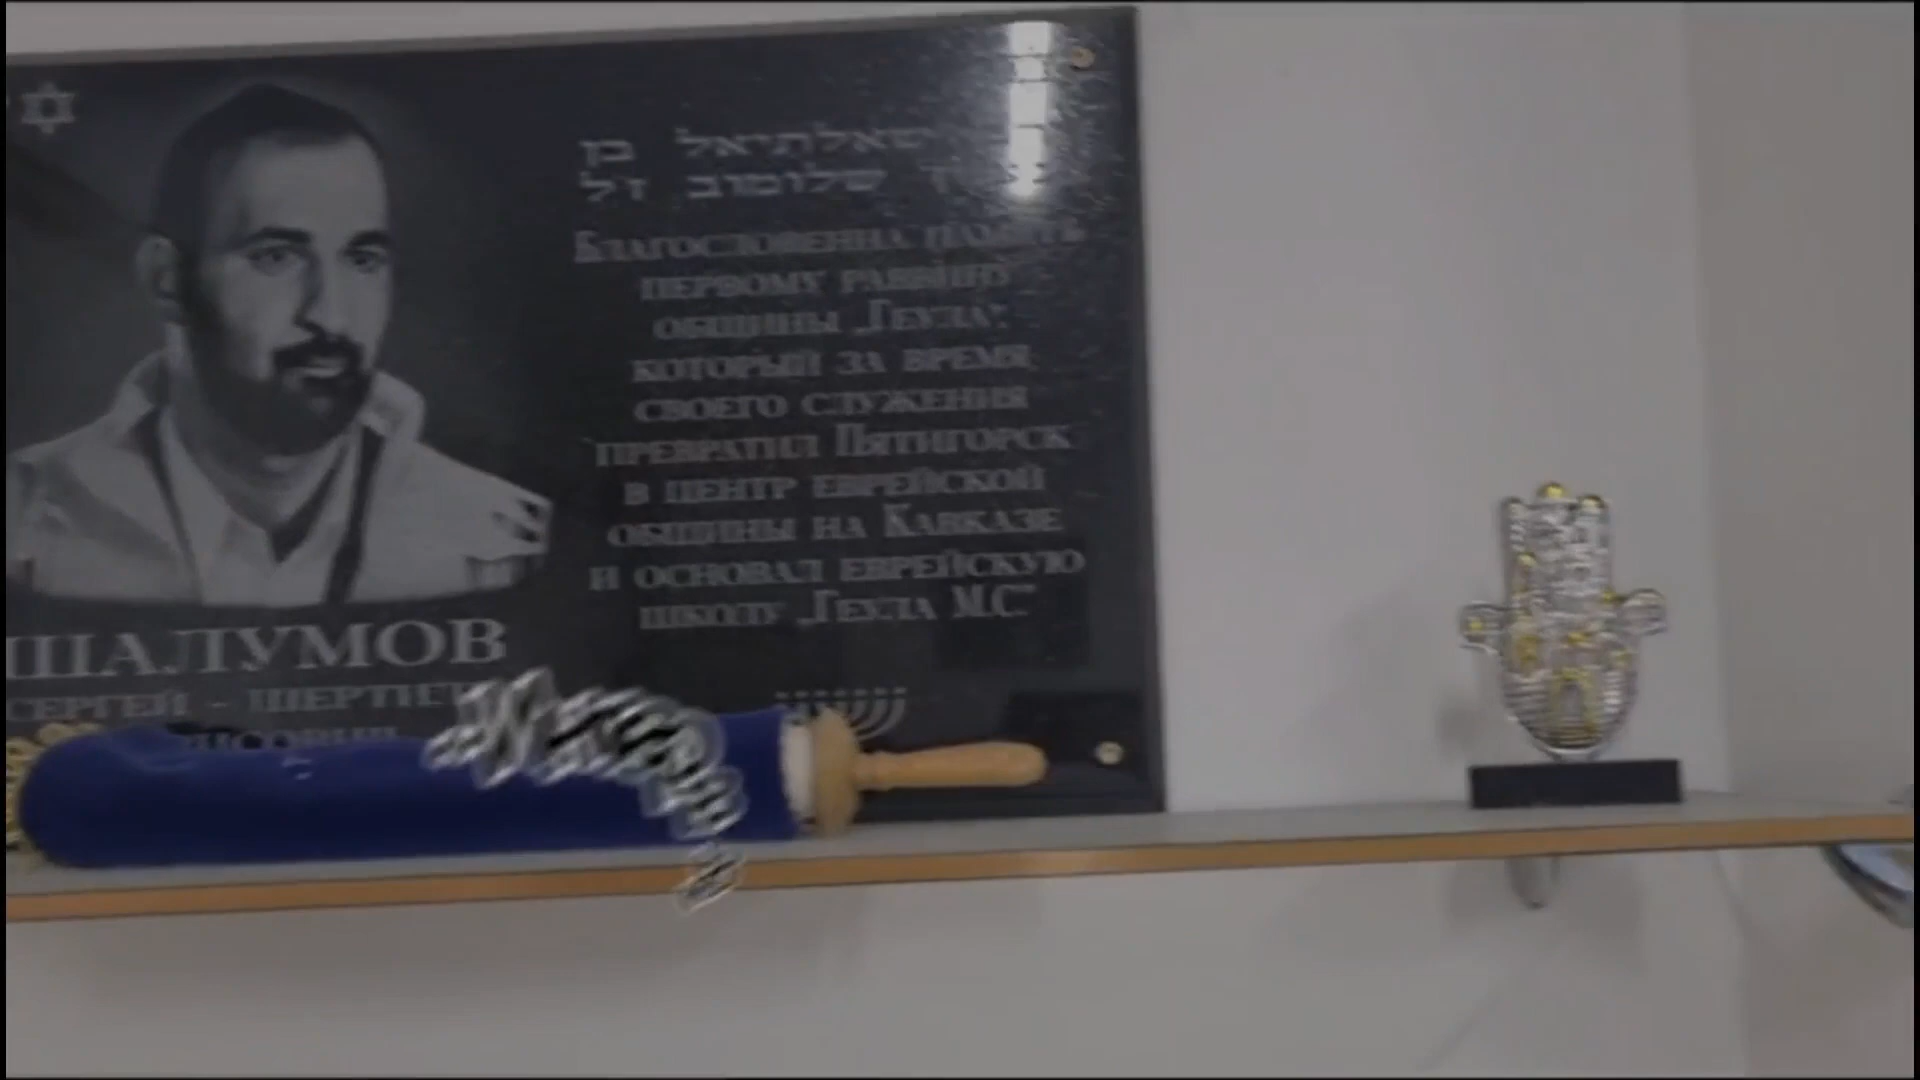 שאלתיאל בן
שלומוב ז"ל
Благословенна память
первому раввину
общины „Геула",
который за время
своего служения
превратил Пятигорск
в центр еврейской
общины на Кавказе
и основал еврейскую
школу „Геула М.С."
ШАЛУМОВ
СЕРГЕЙ -